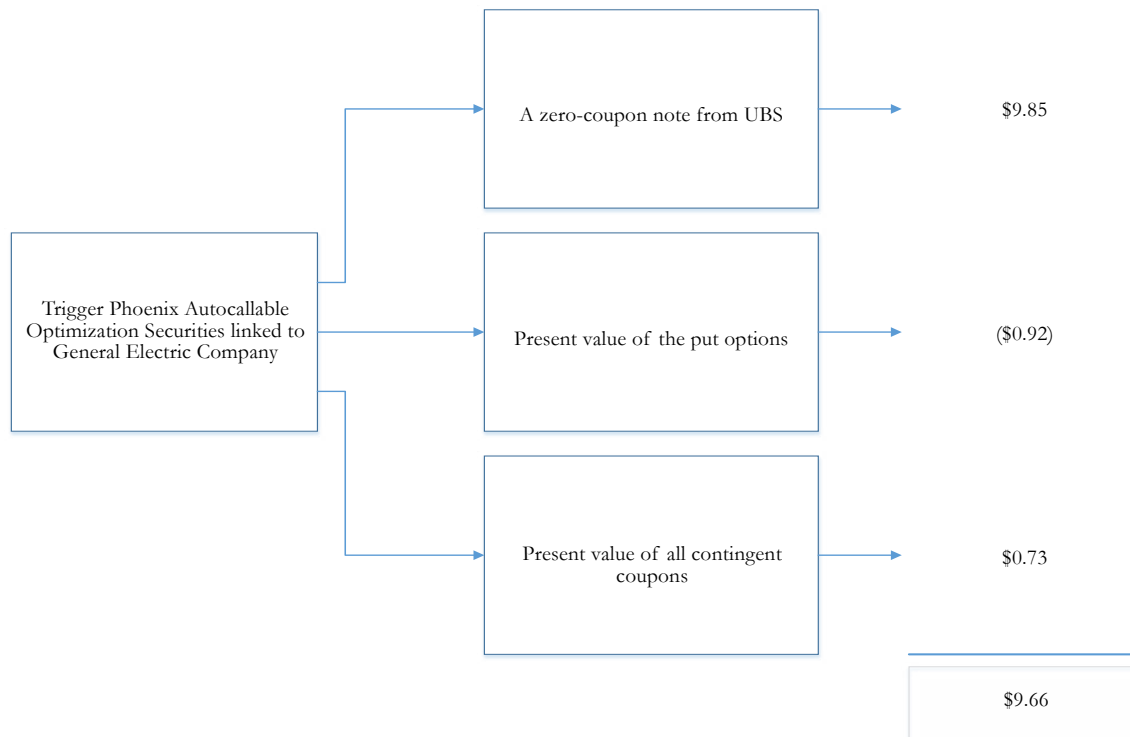 A zero-coupon note from UBS
$9.85
Trigger Phoenix Autocallable
Optimization Securities linked to
General Electric Company
Present value of the put options
($0.92)
Present value of all contingent
coupons
$0.73
$9.66